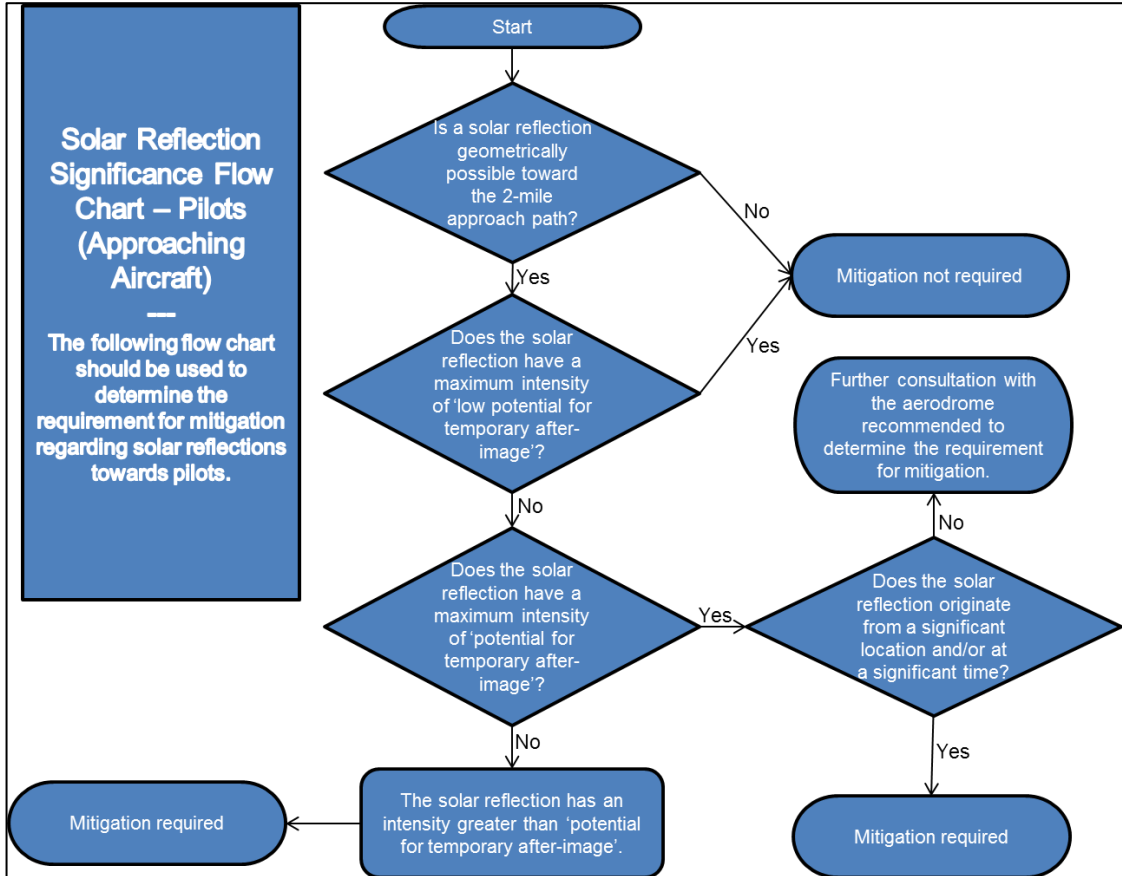 Solar Reflection
Significance Flow
Chart – Pilots
(Approaching
Aircraft)
---
The following flow chart
should be used to
determine the
requirement for mitigation
regarding solar reflections
towards pilots.
Start
Is a solar reflection
geometrically
possible toward
the 2-mile
approach path?
No
Yes
Mitigation not required
Does the solar
reflection have a
maximum intensity
of ‘low potential for
temporary after-
image’?
Yes
No
Further consultation with
the aerodrome
recommended to
determine the requirement
for mitigation.
No
Does the solar
reflection have a
maximum intensity
of ‘potential for
temporary after-
image’?
Yes
Does the solar
reflection originate
from a significant
location and/or at
a significant time?
No
Yes
The solar reflection has an
intensity greater than ‘potential
for temporary after-image’.
Mitigation required
Mitigation required